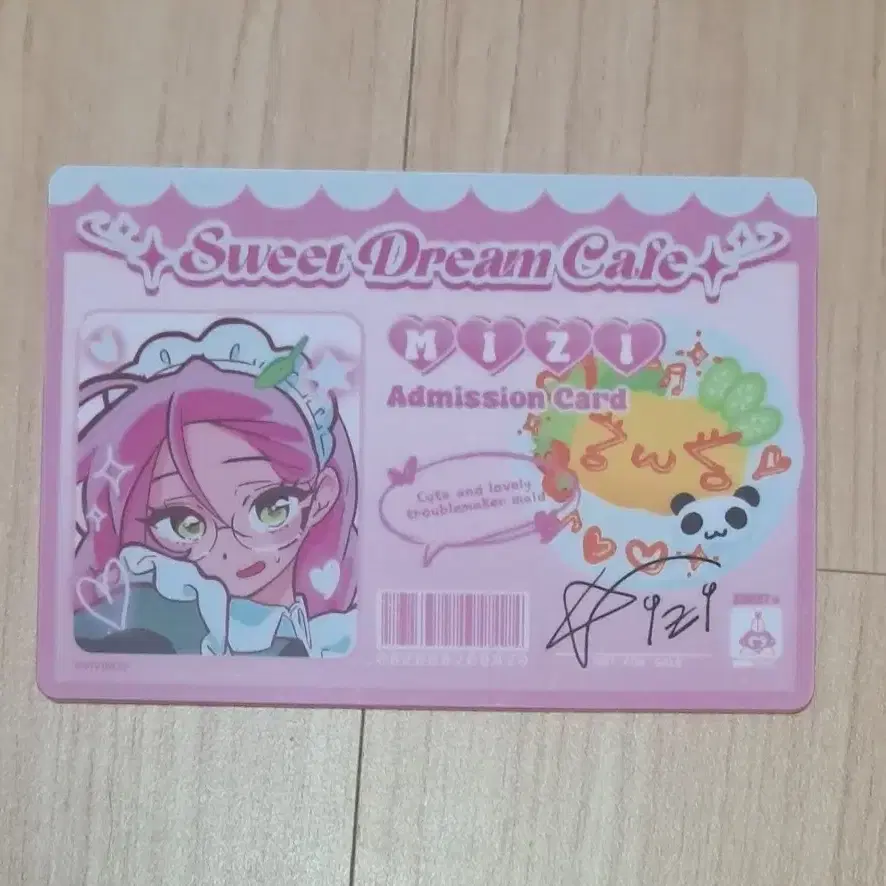 Sweet Dream Cafe
MIZI
Admission Card
Cute and lovely
troublemaker maid
Mizi
NOT FOR SALE